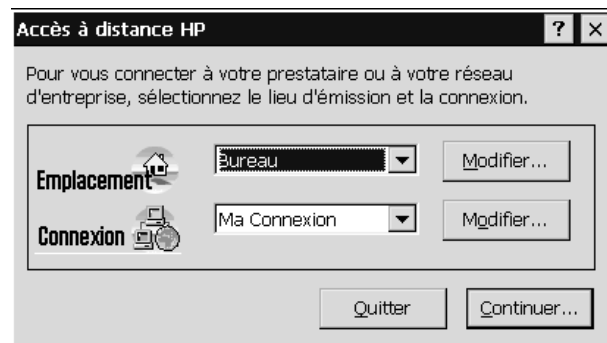 Accès à distance HP
Pour vous connecter à votre prestataire ou à votre réseau
d'entreprise, sélectionnez le lieu d'émission et la connexion.
Emplacement Bureau Modifier...
Connexion Ma Connexion Modifier...
Quitter Continuer...